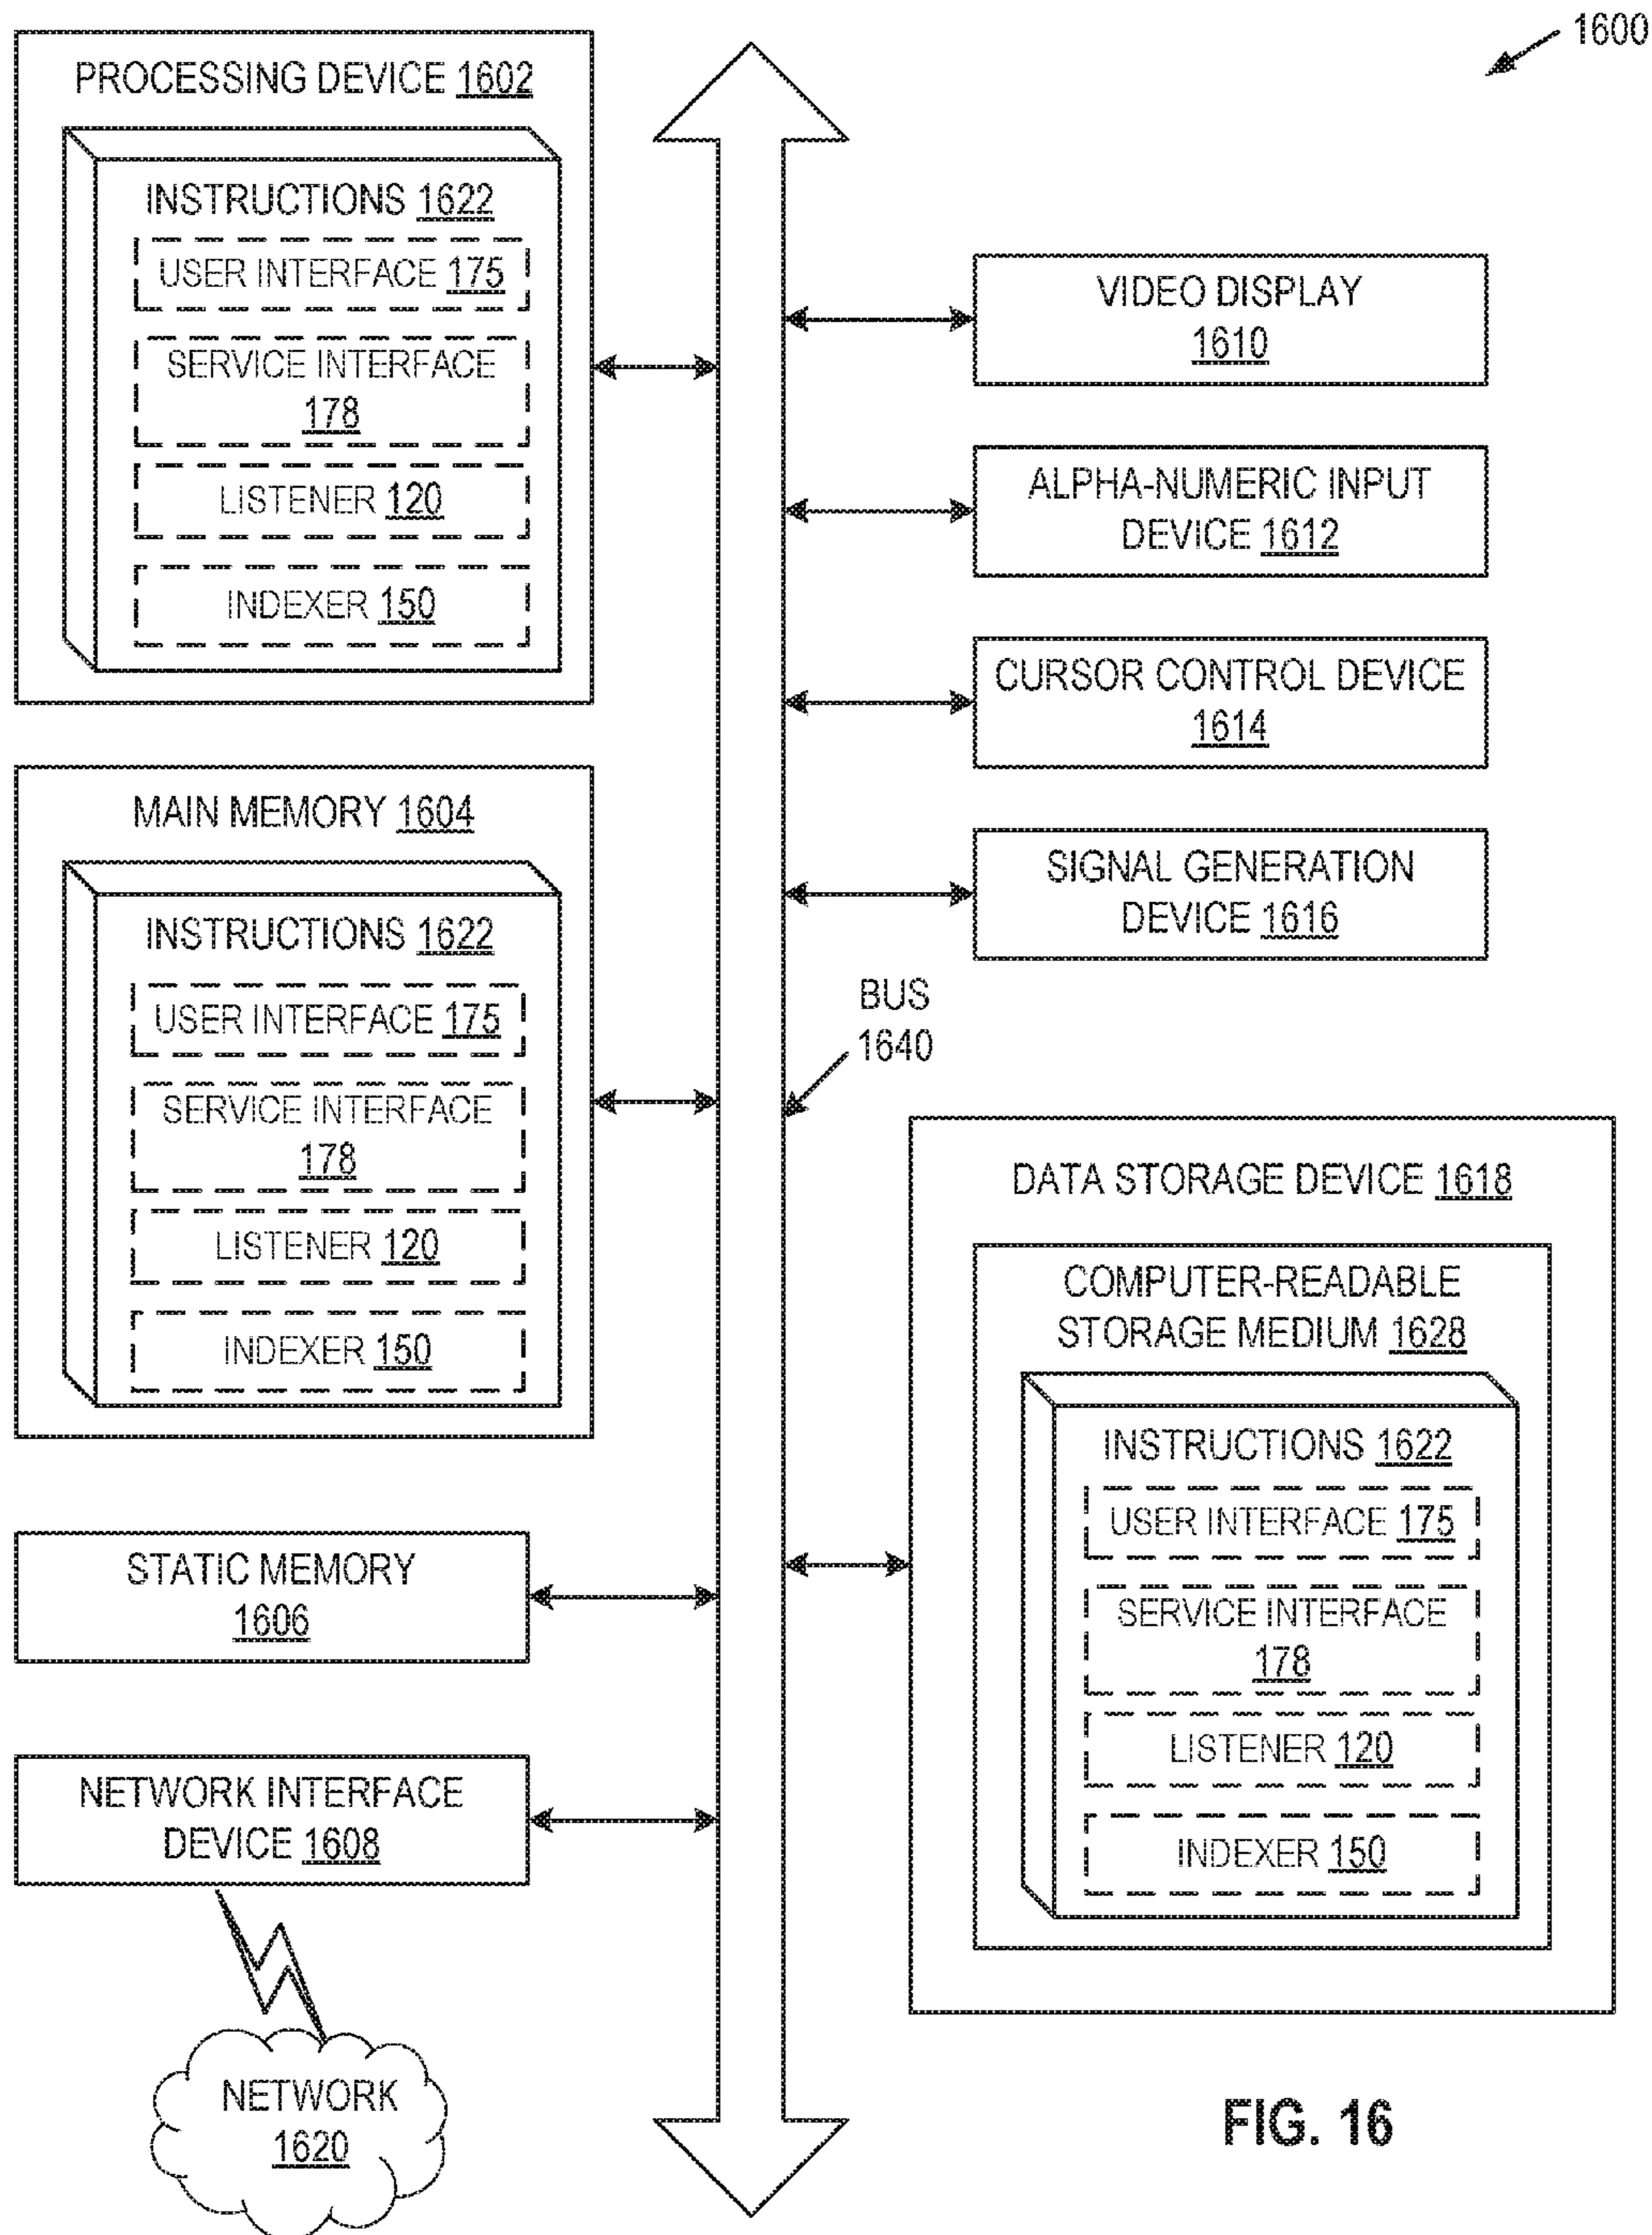 1600
PROCESSING DEVICE 1602
INSTRUCTIONS 1622
USER INTERFACE 175
SERVICE INTERFACE
178
LISTENER 120
INDEXER 150
VIDEO DISPLAY
1610
ALPHA-NUMERIC INPUT
DEVICE 1612
CURSOR CONTROL DEVICE
1614
SIGNAL GENERATION
DEVICE 1616
MAIN MEMORY 1604
INSTRUCTIONS 1622
USER INTERFACE 175
SERVICE INTERFACE
178
LISTENER 120
INDEXER 150
BUS
1640
DATA STORAGE DEVICE 1618
COMPUTER-READABLE
STORAGE MEDIUM 1628
INSTRUCTIONS 1622
USER INTERFACE 175
SERVICE INTERFACE
178
LISTENER 120
INDEXER 150
STATIC MEMORY
1606
NETWORK INTERFACE
DEVICE 1608
NETWORK
1620
FIG. 16